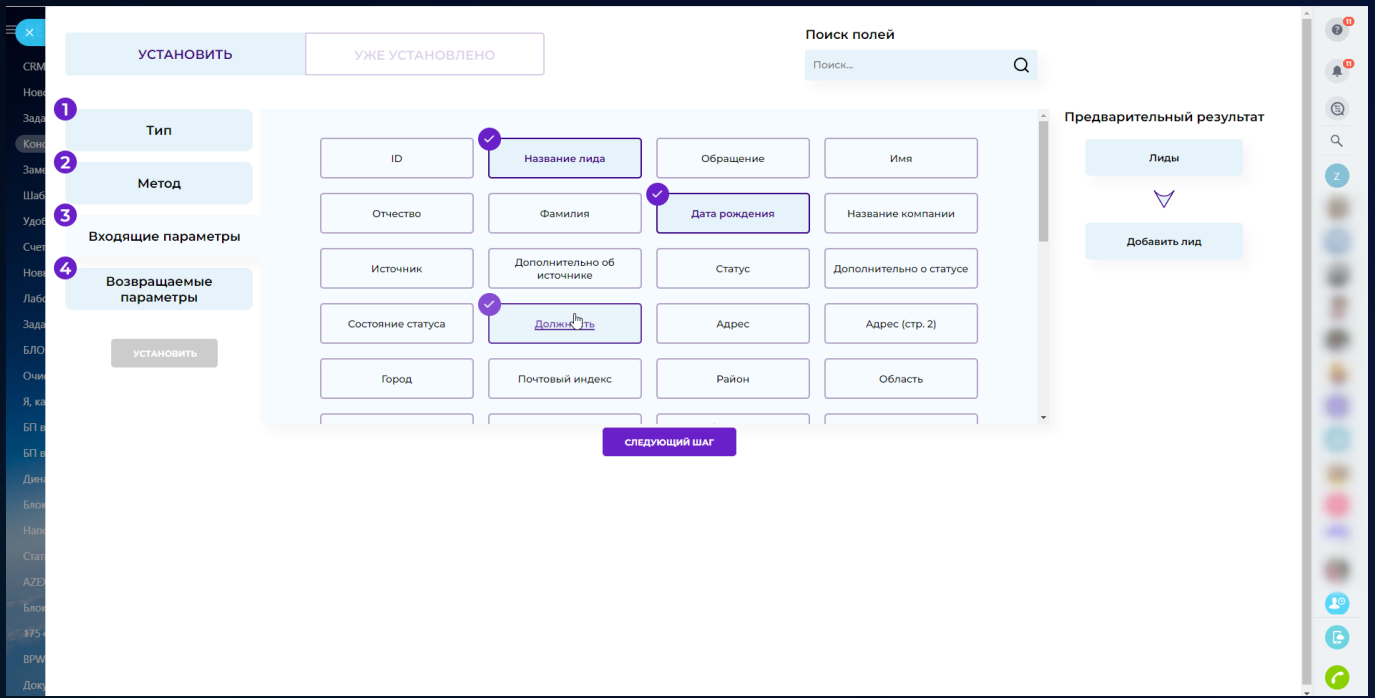 УСТАНОВИТЬ
УЖЕ УСТАНОВЛЕНО
Поиск полей
Поиск...
1
Тип
2
Метод
3
Входящие параметры
4
Возвращаемые
параметры
УСТАНОВИТЬ
ID
Название лида
Обращение
Имя
Отчество
Фамилия
Дата рождения
Название компании
Источник
Дополнительно об
источнике
Статус
Дополнительно о статусе
Состояние статуса
Адрес
Адрес (стр. 2)
Город
Почтовый индекс
Район
Область
СЛЕДУЮЩИЙ ШАГ
Предварительный результат
Лиды
Добавить лид
CRM
БП в
БП в
175
BPW
11
11
Z